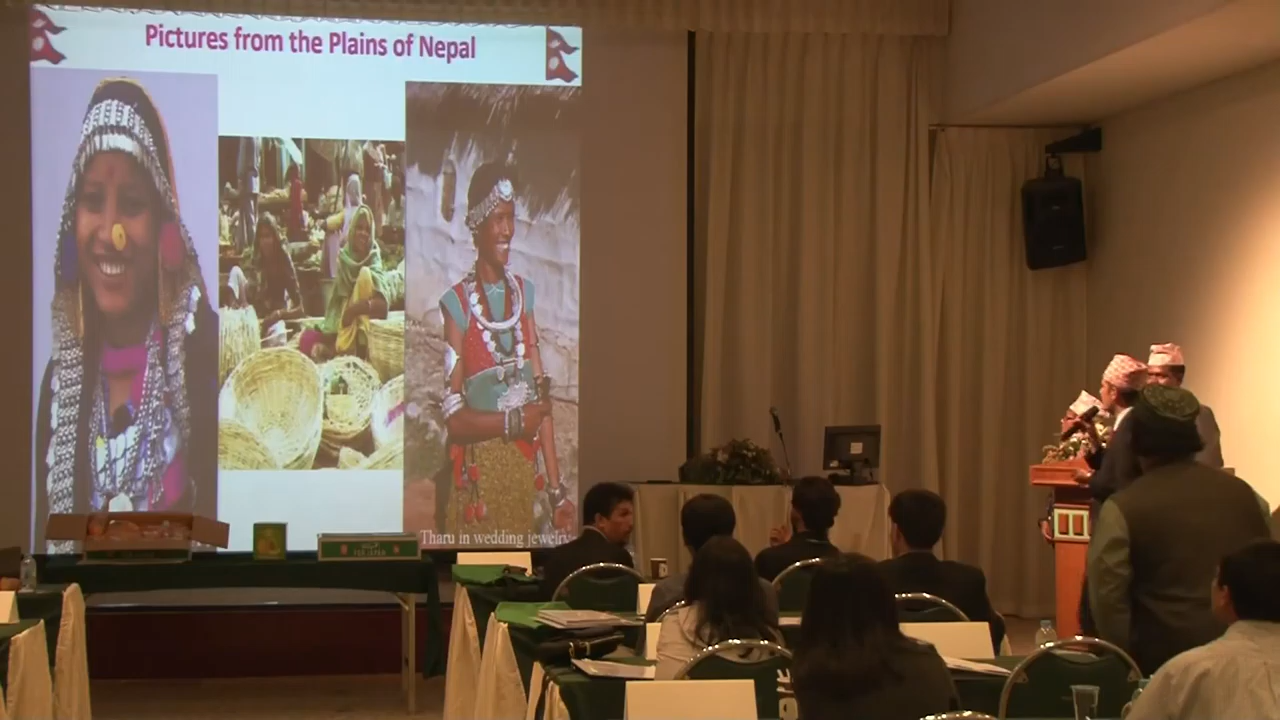 Pictures from the Plains of Nepal
Tharu in wedding jewelry